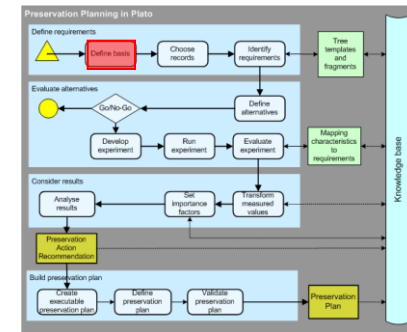 Preservation Planning in Plato
Define requirements
Define basis
Choose
records
Identify
requirements
Tree
templates
and
fragments
Evaluate alternatives
Go/No-Go
Define
alternatives
Develop
experiment
Run
experiment
Evaluate
experiment
Mapping
characteristics
to
requirements
Knowledge base
Consider results
Analyse
results
Set
importance
factors
Transform
measured
values
Preservation
Action
Recommendation
Build preservation plan
Create
executable
preservation plan
Define
preservation
plan
Validate
preservation
plan
Preservation
Plan